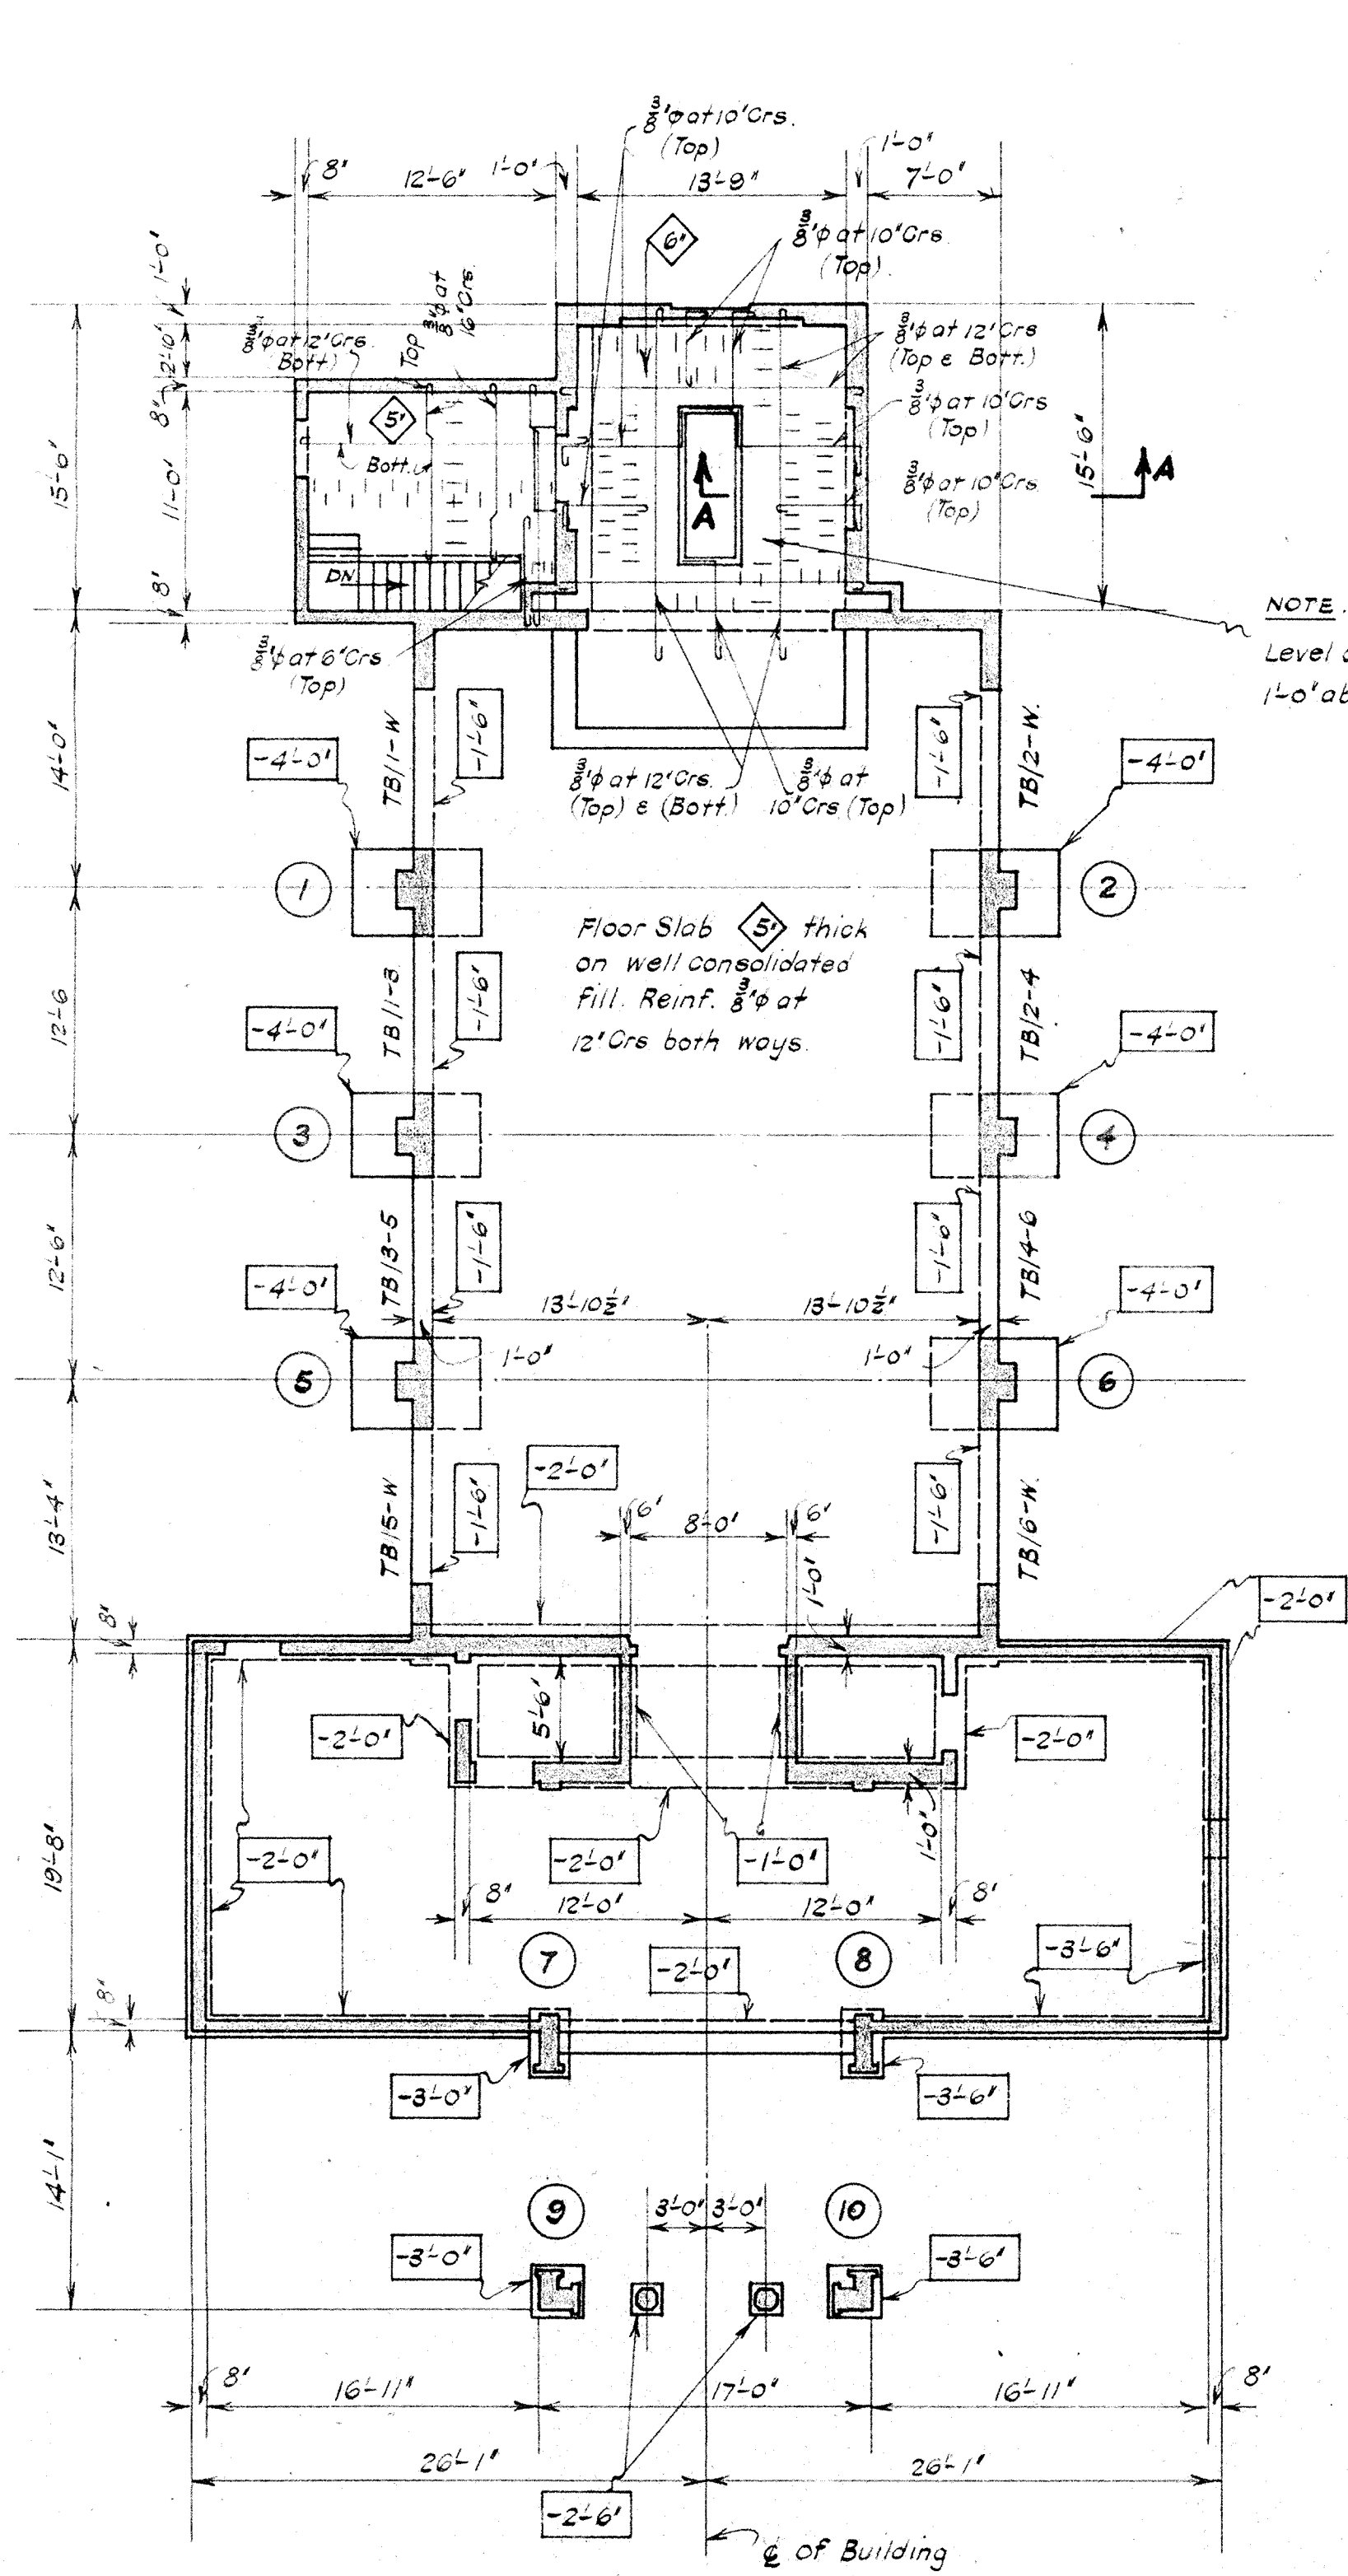 ⅜"φ at 10" Crs.
(Top)
8"
12'-6"
1'-0"
13'-9"
1'-0"
7'-0"
6"
⅜"φ at 10" Crs.
(Top).
1'-0"
2'-10"
8"
11'-0"
8"
15'-6"
⅜"φ at 12" Crs.
Bott)
Top ⅜"φ at
16" Crs.
5"
Bott.
DN
⅜"φ at 12" Crs
(Top & Bott.)
⅜"φ at 10" Crs
(Top)
⅜"φ at 10" Crs.
(Top)
15'-6"
A
A
NOTE.
Level o
1'-0" ab
⅜"φ at 6" Crs
(Top)
14'-0"
TB/1-W
-1'-6"
-1'-6"
TB/2-W.
-4'-0"
-4'-0"
⅜"φ at 12" Crs.
(Top) & (Bott.)
⅜"φ at
10" Crs (Top)
1
2
Floor Slab 5" thick
on well consolidated
fill. Reinf. ⅜"φ at
12" Crs both ways.
12'-6
TB/1-3
-1'-6"
-1'-6"
TB/2-4
-4'-0"
-4'-0"
3
4
12'-6"
TB/3-5
-1'-6"
-1'-6"
TB/4-6
-4'-0"
-4'-0"
13'-10½"
13'-10½"
1'-0"
1'-0"
5
6
13'-4"
TB/5-W
-1'-6"
-2'-0"
-1'-6"
TB/6-W.
6"
8'-0"
6"
1'-0"
-2'-0"
8"
5'-6"
-2'-0"
-2'-0"
19'-8"
-2'-0"
-2'-0"
-1'-0"
1'-0"
8"
12'-0"
12'-0"
8"
7
8
-2'-0"
-3'-6"
8"
-3'-0"
-3'-6"
14'-1"
9
10
3'-0"
3'-0"
-3'-0"
-3'-6"
8"
16'-11"
17'-0"
16'-11"
8"
26'-1"
26'-1"
-2'-6"
℄ of Building